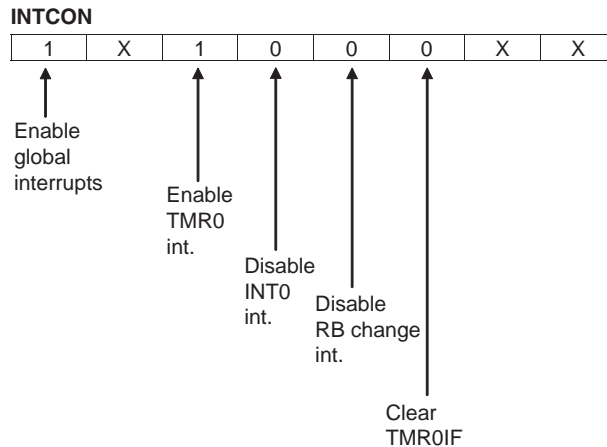 INTCON
1 X 1 0 0 0 X X
Enable
global
interrupts
Enable
TMR0
int.
Disable
INT0
int.
Disable
RB change
int.
Clear
TMR0IF